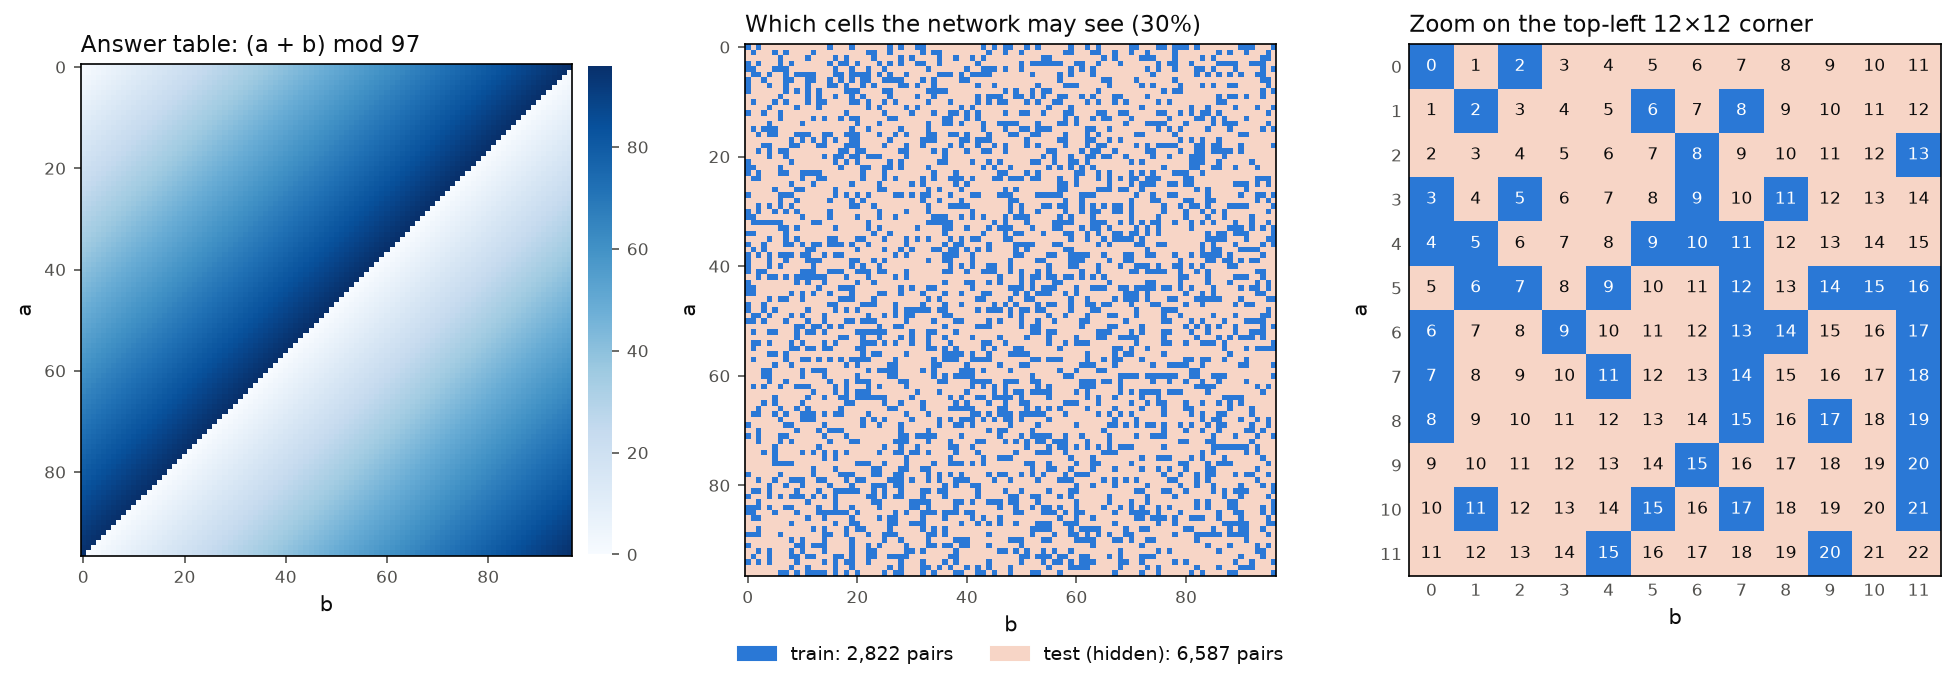 Answer table: (a + b) mod 97
0
20
40
60
80
a
0 20 40 60 80
b
80
60
40
20
0
Which cells the network may see (30%)
0
20
40
60
80
a
0 20 40 60 80
b
train: 2,822 pairs test (hidden): 6,587 pairs
Zoom on the top-left 12×12 corner
a
0 0 1 2 3 4 5 6 7 8 9 10 11
1 1 2 3 4 5 6 7 8 9 10 11 12
2 2 3 4 5 6 7 8 9 10 11 12 13
3 3 4 5 6 7 8 9 10 11 12 13 14
4 4 5 6 7 8 9 10 11 12 13 14 15
5 5 6 7 8 9 10 11 12 13 14 15 16
6 6 7 8 9 10 11 12 13 14 15 16 17
7 7 8 9 10 11 12 13 14 15 16 17 18
8 8 9 10 11 12 13 14 15 16 17 18 19
9 9 10 11 12 13 14 15 16 17 18 19 20
10 10 11 12 13 14 15 16 17 18 19 20 21
11 11 12 13 14 15 16 17 18 19 20 21 22
0 1 2 3 4 5 6 7 8 9 10 11
b